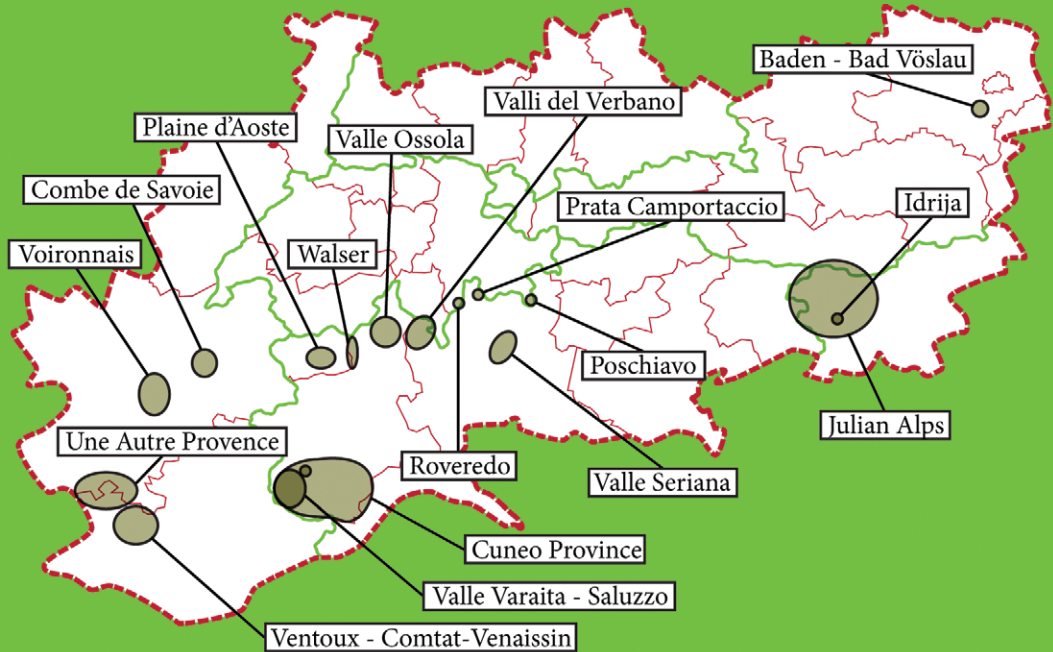 Baden - Bad Vöslau
Valli del Verbano
Plaine d'Aoste
Valle Ossola
Combe de Savoie
Prata Camportaccio
Idrija
Voironnais
Walser
Poschiavo
Julian Alps
Une Autre Provence
Roveredo
Valle Seriana
Cuneo Province
Valle Varaita - Saluzzo
Ventoux - Comtat-Venaissin